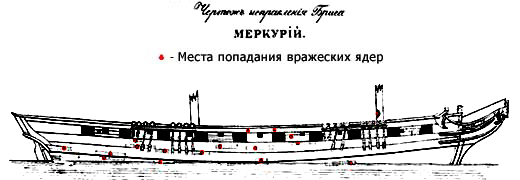 Чертежъ исправленія Брига
МЕРКУРІЙ.
- Места попадания вражеских ядер